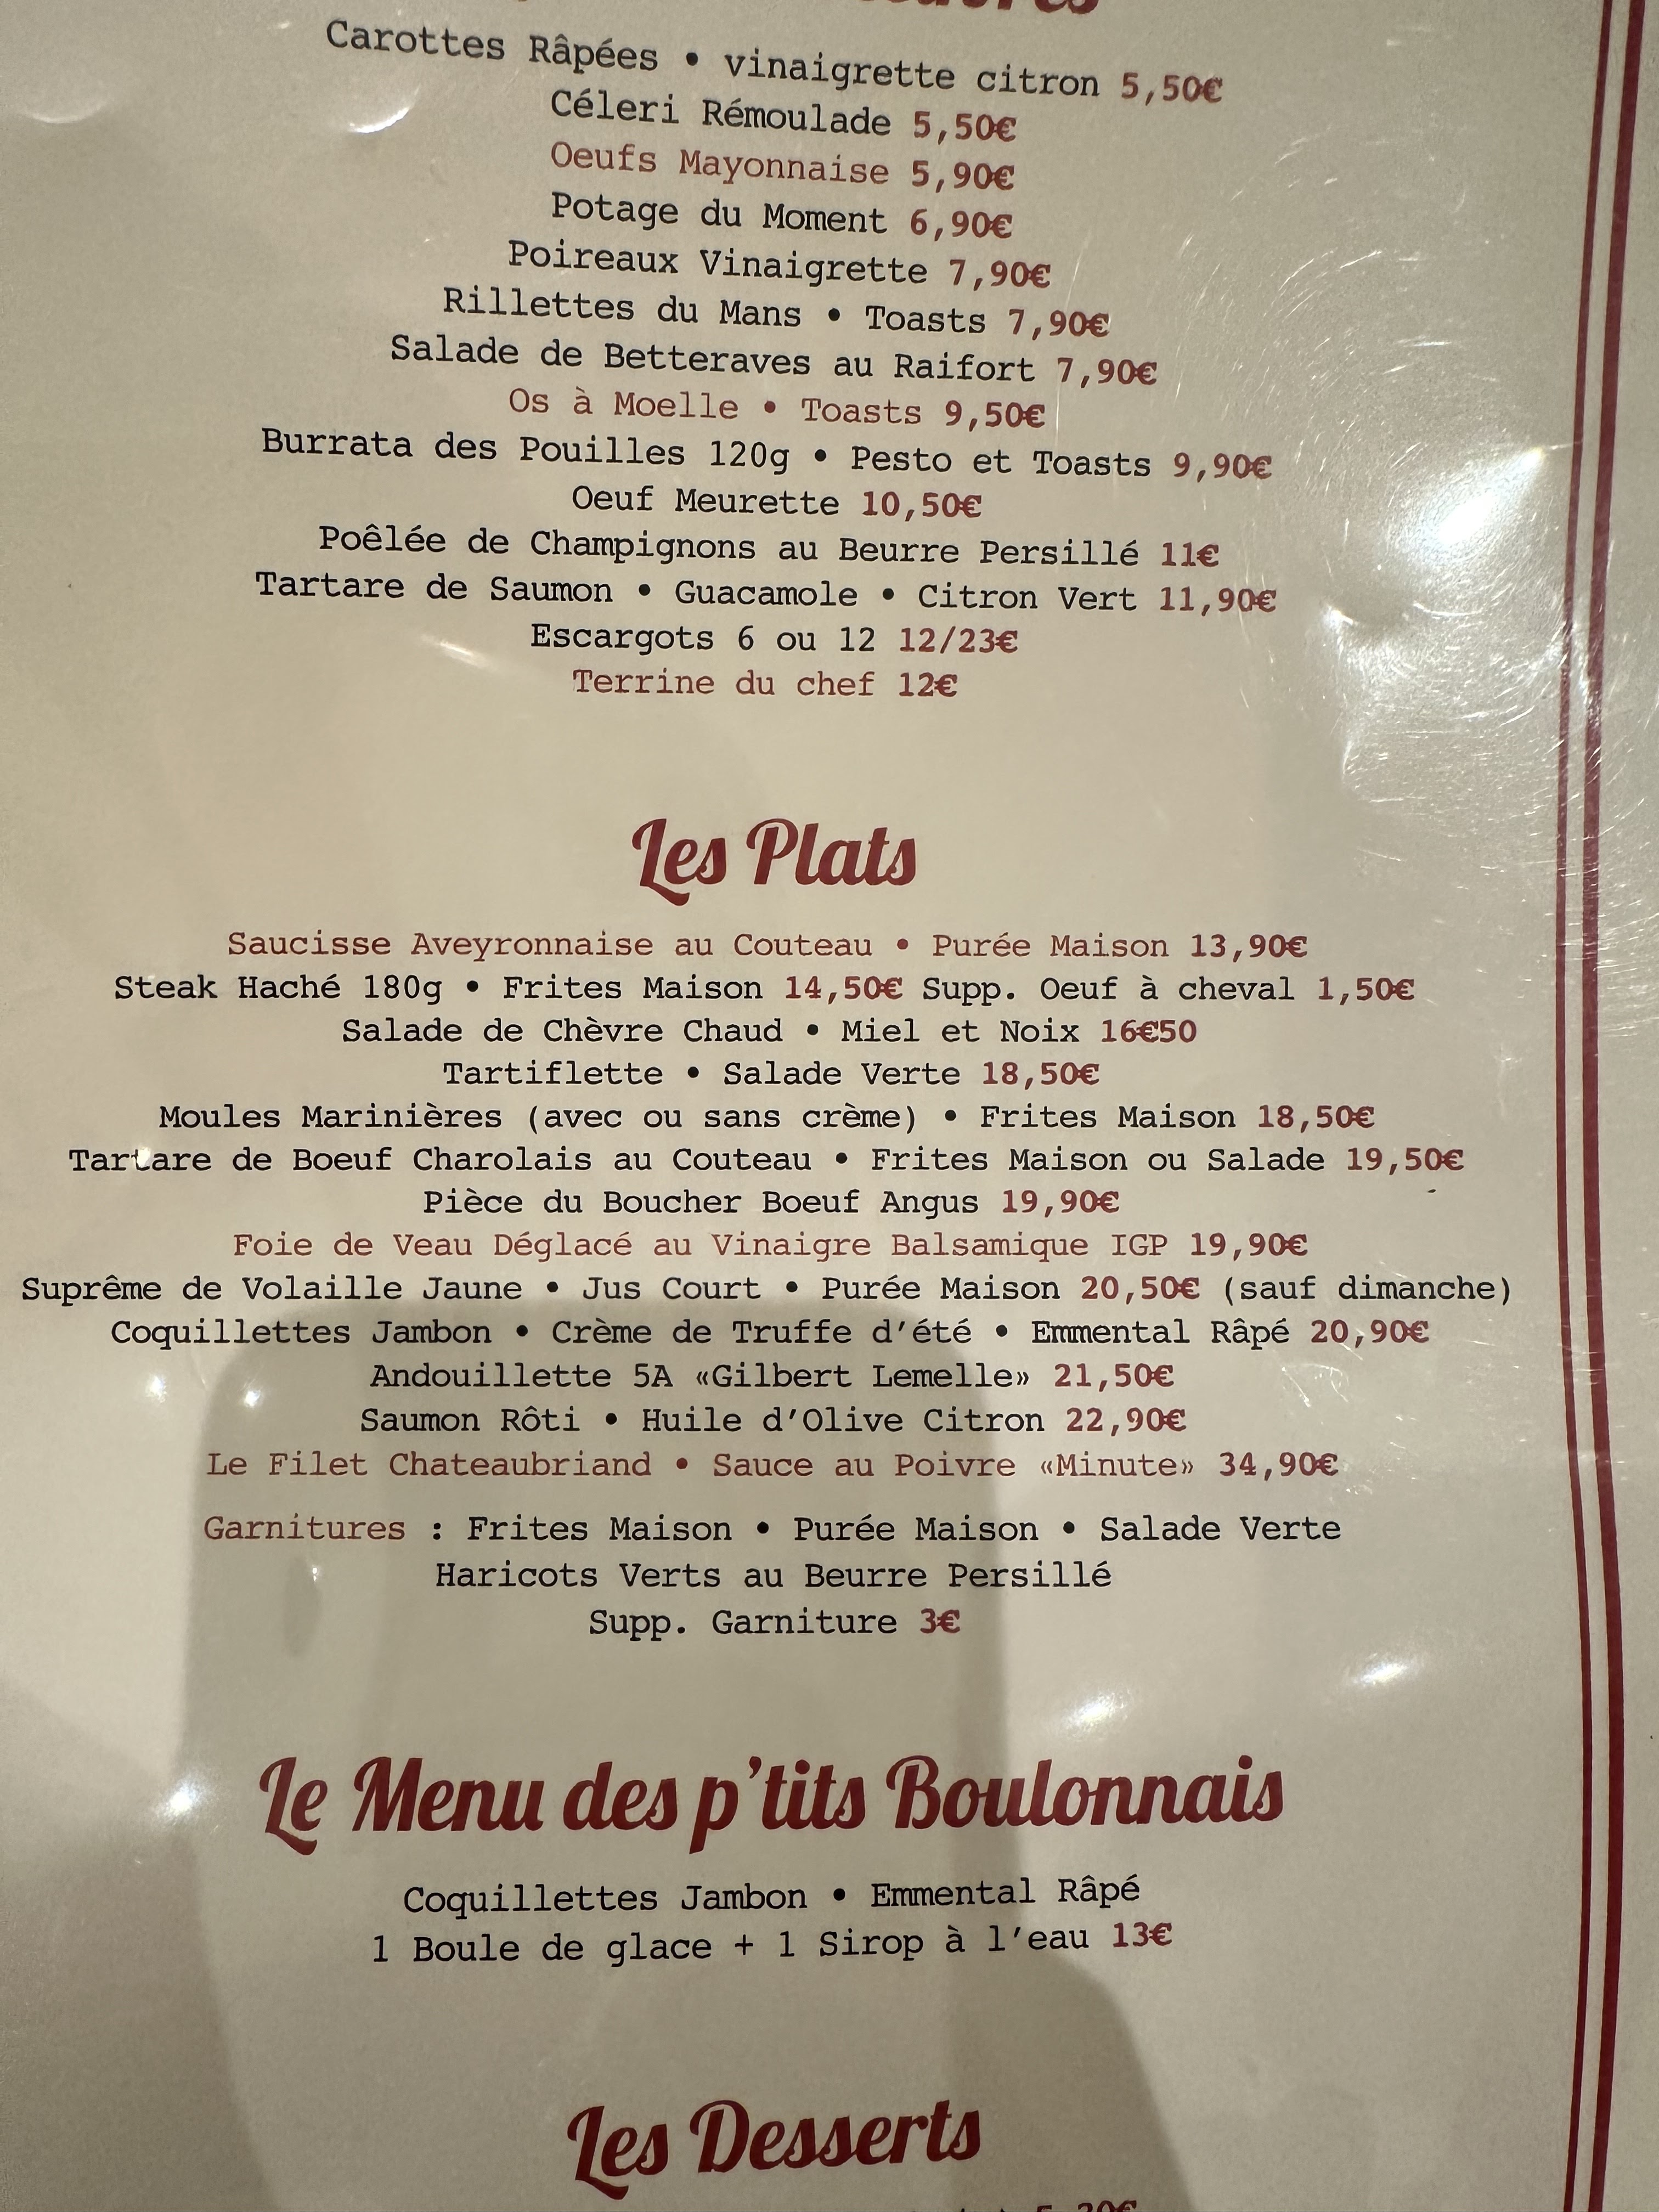 Carottes Râpées • vinaigrette citron 5,50€
Céleri Rémoulade 5,50€
Oeufs Mayonnaise 5,90€
Potage du Moment 6,90€
Poireaux Vinaigrette 7,90€
Rillettes du Mans • Toasts 7,90€
Salade de Betteraves au Raifort 7,90€
Os à Moelle • Toasts 9,50€
Burrata des Pouilles 120g • Pesto et Toasts 9,90€
Oeuf Meurette 10,50€
Poêlée de Champignons au Beurre Persillé 11€
Tartare de Saumon • Guacamole • Citron Vert 11,90€
Escargots 6 ou 12 12/23€
Terrine du chef 12€
Les Plats
Saucisse Aveyronnaise au Couteau • Purée Maison 13,90€
Steak Haché 180g • Frites Maison 14,50€ Supp. Oeuf à cheval 1,50€
Salade de Chèvre Chaud • Miel et Noix 16€50
Tartiflette • Salade Verte 18,50€
Moules Marinières (avec ou sans crème) • Frites Maison 18,50€
Tartare de Boeuf Charolais au Couteau • Frites Maison ou Salade 19,50€
Pièce du Boucher Boeuf Angus 19,90€
Foie de Veau Déglacé au Vinaigre Balsamique IGP 19,90€
Suprême de Volaille Jaune • Jus Court • Purée Maison 20,50€ (sauf dimanche)
Coquillettes Jambon • Crème de Truffe d’été • Emmental Râpé 20,90€
Andouillette 5A «Gilbert Lemelle» 21,50€
Saumon Rôti • Huile d’Olive Citron 22,90€
Le Filet Chateaubriand • Sauce au Poivre «Minute» 34,90€
Garnitures : Frites Maison • Purée Maison • Salade Verte
Haricots Verts au Beurre Persillé
Supp. Garniture 3€
Le Menu des p’tits Boulonnais
Coquillettes Jambon • Emmental Râpé
1 Boule de glace + 1 Sirop à l’eau 13€
Les Desserts